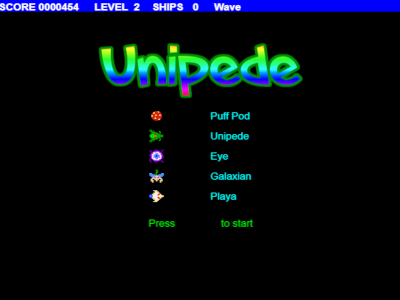 SCORE 0000454 LEVEL 2 SHIPS 0 Wave
Unipede
Puff Pod
Unipede
Eye
Galaxian
Playa
Press to start